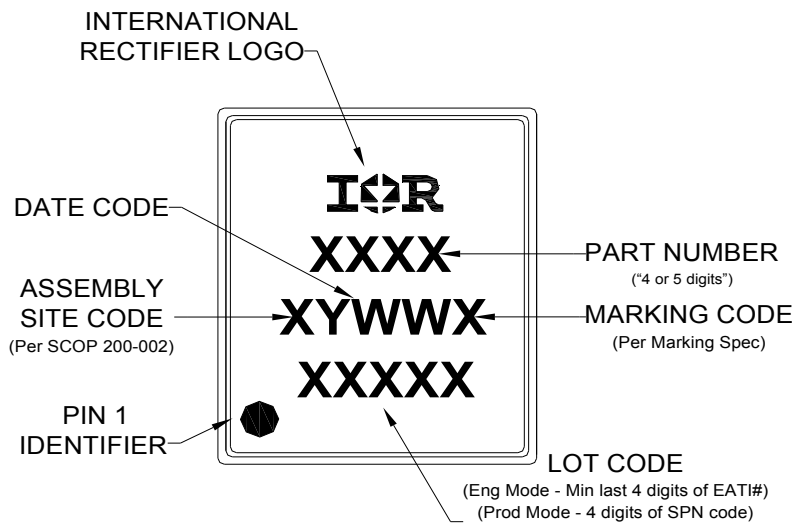 INTERNATIONAL
RECTIFIER LOGO
IOR
DATE CODE
XXXX
PART NUMBER
(“4 or 5 digits”)
ASSEMBLY
SITE CODE
(Per SCOP 200-002)
XYWWX
MARKING CODE
(Per Marking Spec)
XXXXX
PIN 1
IDENTIFIER
LOT CODE
(Eng Mode - Min last 4 digits of EATI#)
(Prod Mode - 4 digits of SPN code)